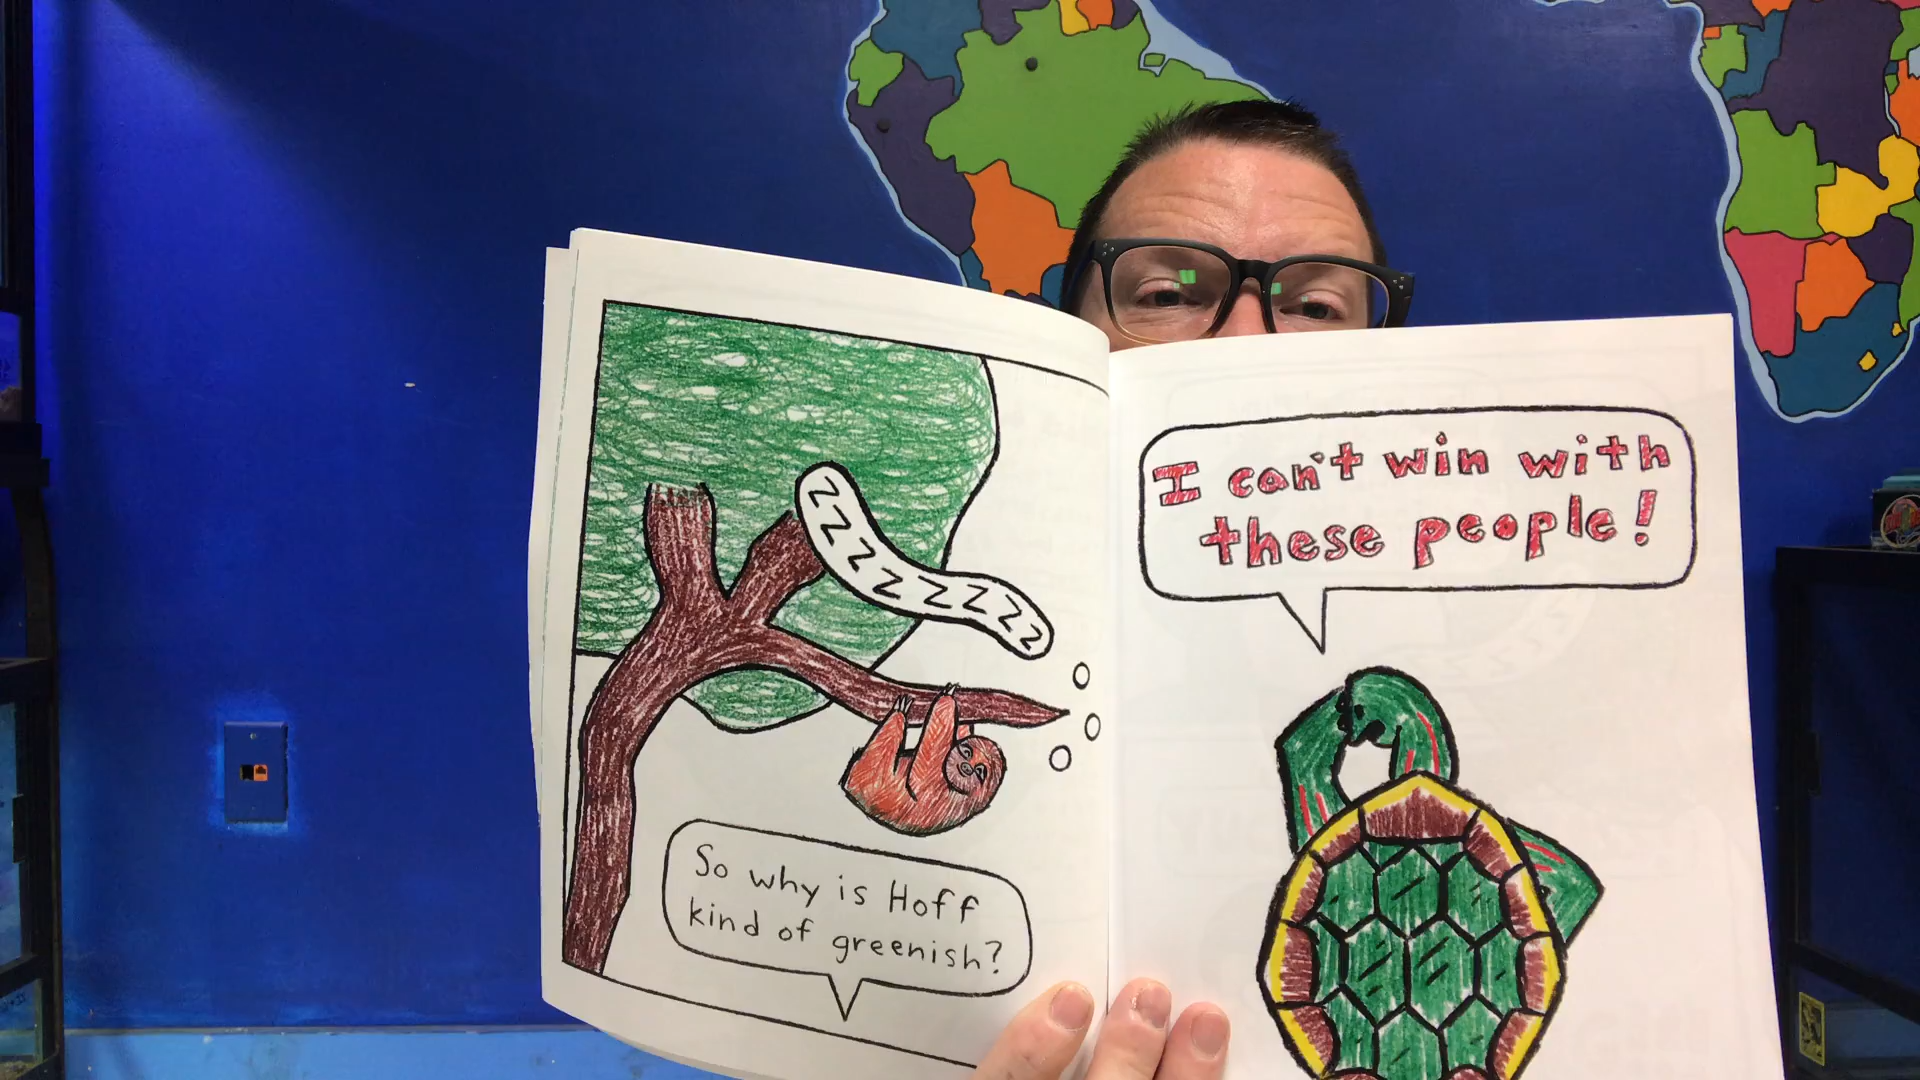 ZZZZZZZZ
So why is Hoff
kind of greenish?
I can't win with
these people!